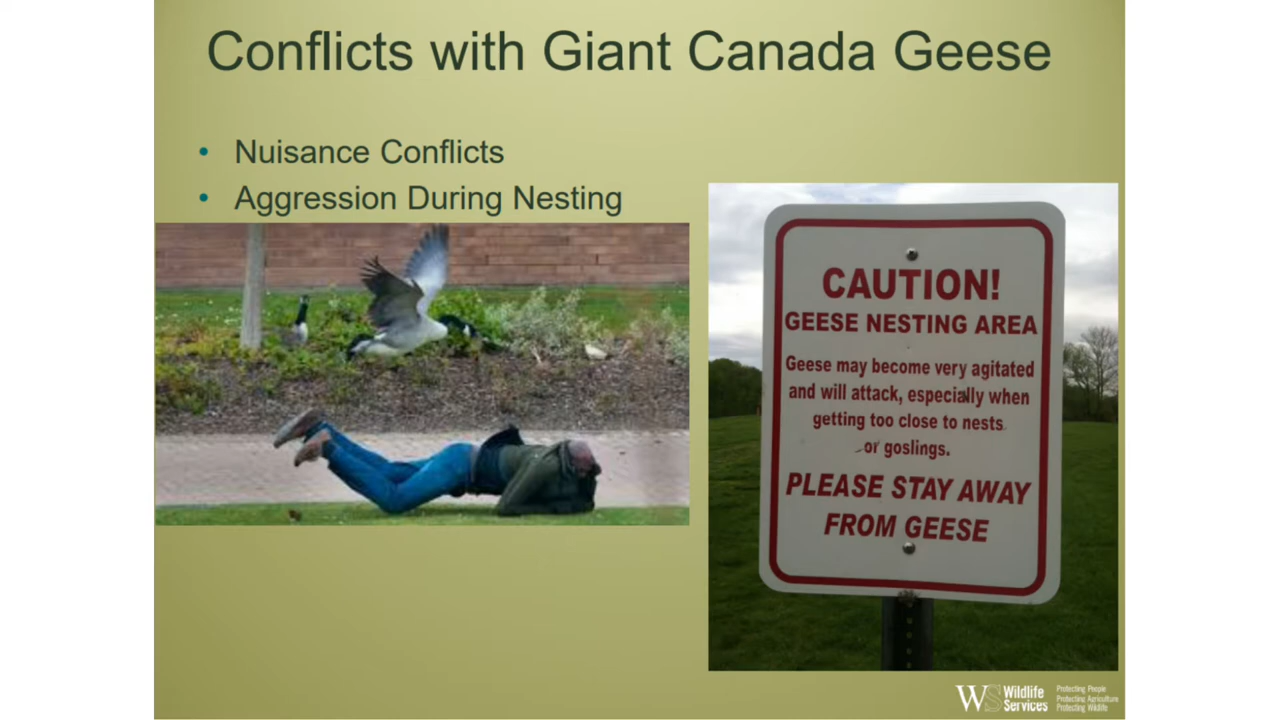 Conflicts with Giant Canada Geese
• Nuisance Conflicts
• Aggression During Nesting
CAUTION!
GEESE NESTING AREA
Geese may become very agitated
and will attack, especially when
getting too close to nests
or goslings.
PLEASE STAY AWAY
FROM GEESE
WS Wildlife
Services
Protecting People
Protecting Agriculture
Protecting Wildlife